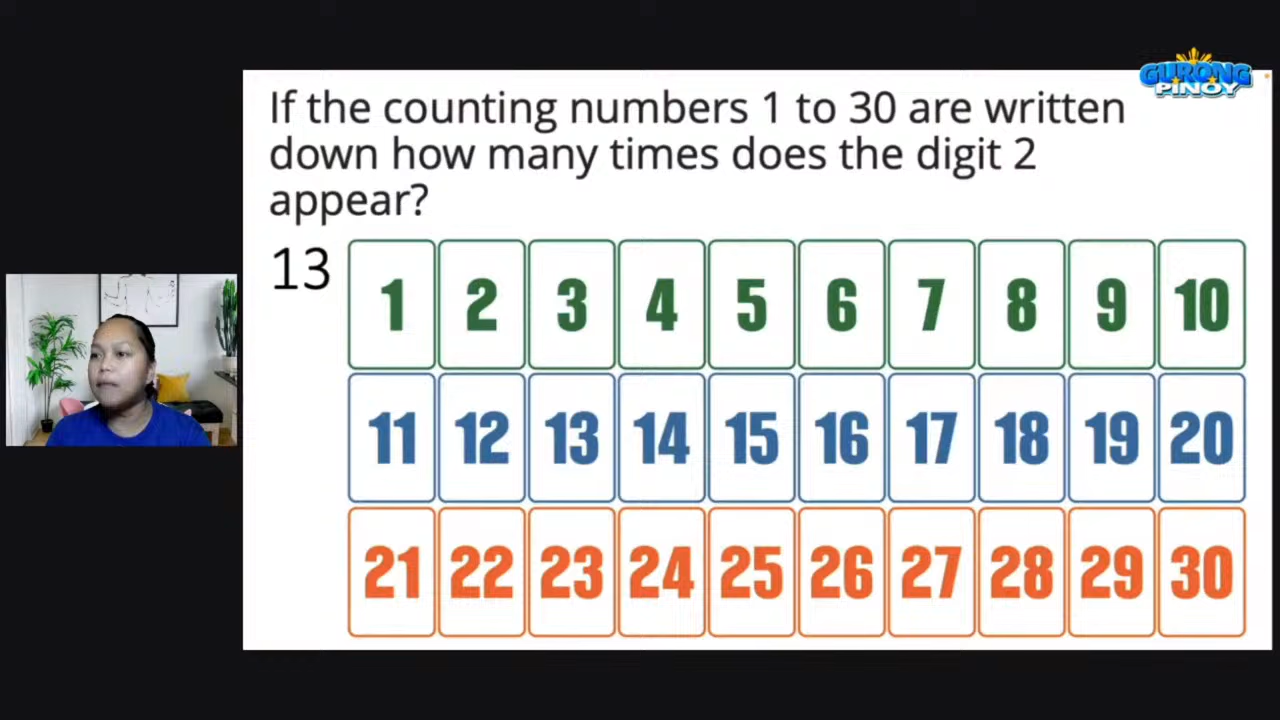 GURONG
PINOY
If the counting numbers 1 to 30 are written
down how many times does the digit 2
appear?
13
1 2 3 4 5 6 7 8 9 10
11 12 13 14 15 16 17 18 19 20
21 22 23 24 25 26 27 28 29 30